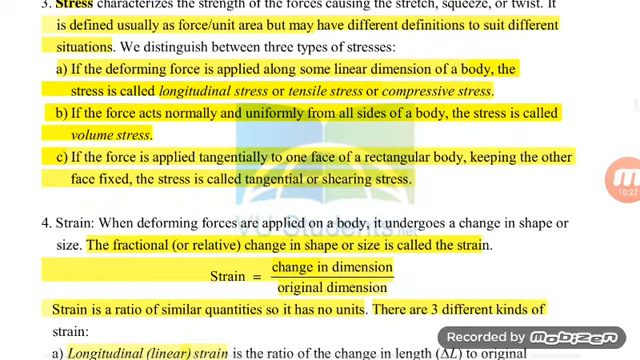 3. Stress characterizes the strength of the forces causing the stretch, squeeze, or twist. It
is defined usually as force/unit area but may have different definitions to suit different
situations. We distinguish between three types of stresses:
a) If the deforming force is applied along some linear dimension of a body, the
stress is called longitudinal stress or tensile stress or compressive stress.
b) If the force acts normally and uniformly from all sides of a body, the stress is called
volume stress.
c) If the force is applied tangentially to one face of a rectangular body, keeping the other
face fixed, the stress is called tangential or shearing stress.
4. Strain: When deforming forces are applied on a body, it undergoes a change in shape or
size. The fractional (or relative) change in shape or size is called the strain.
Strain = change in dimension
original dimension
Strain is a ratio of similar quantities so it has no units. There are 3 different kinds of
strain:
a) Longitudinal (linear) strain is the ratio of the change in length (ΔL) to original
VU Students.net
10:22
Recorded by mobizen